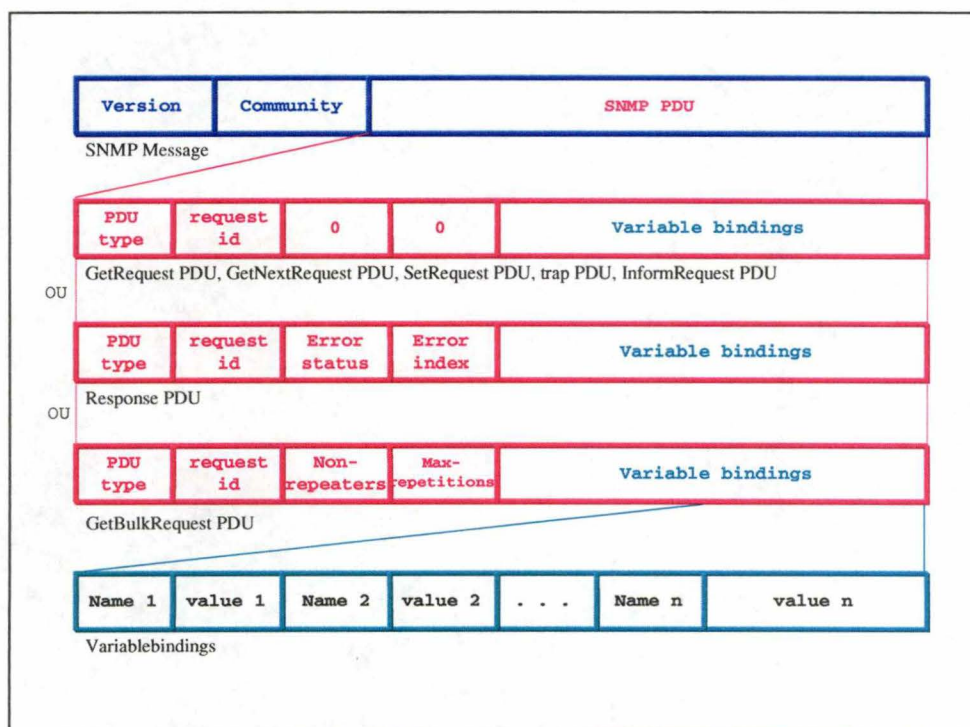 Version Community SNMP PDU
SNMP Message
PDU type request id 0 0 Variable bindings
GetRequest PDU, GetNextRequest PDU, SetRequest PDU, trap PDU, InformRequest PDU
OU
PDU type request id Error status Error index Variable bindings
Response PDU
OU
PDU type request id Non-repeaters Max-repetitions Variable bindings
GetBulkRequest PDU
Name 1 value 1 Name 2 value 2 . . . Name n value n
Variablebindings